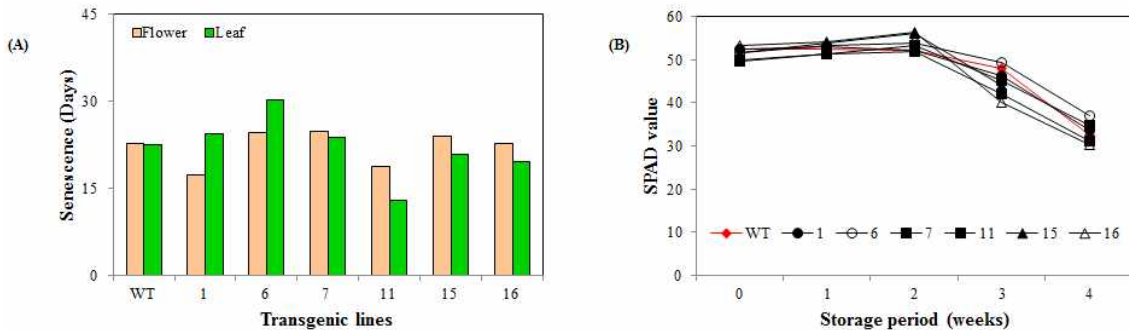 (A)
Senescence (Days)
45
30
15
0
Flower Leaf
WT 1 6 7 11 15 16
Transgenic lines
(B)
SPAD value
60
50
40
30
20
10
0
WT 1 6 7 11 15 16
0 1 2 3 4
Storage period (weeks)